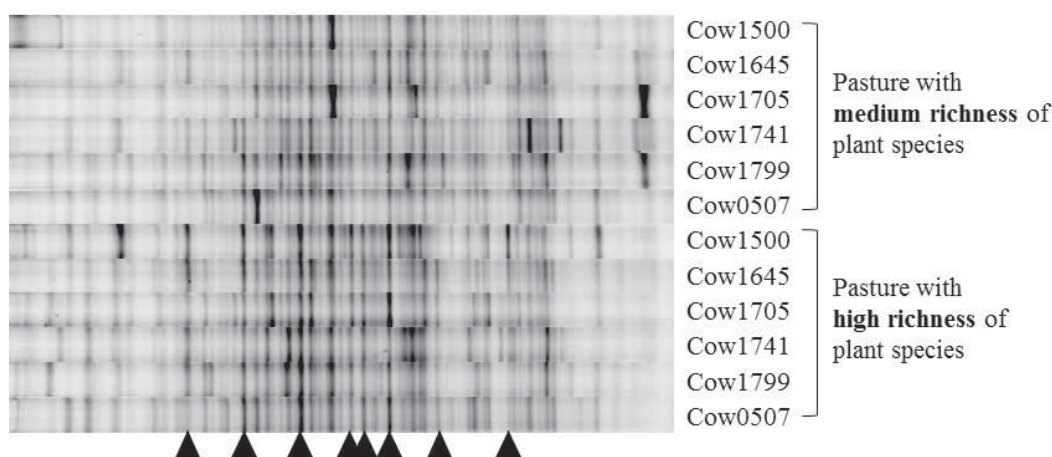 Cow1500
Cow1645
Cow1705
Cow1741
Cow1799
Cow0507
Pasture with
medium richness of
plant species
Cow1500
Cow1645
Cow1705
Cow1741
Cow1799
Cow0507
Pasture with
high richness of
plant species